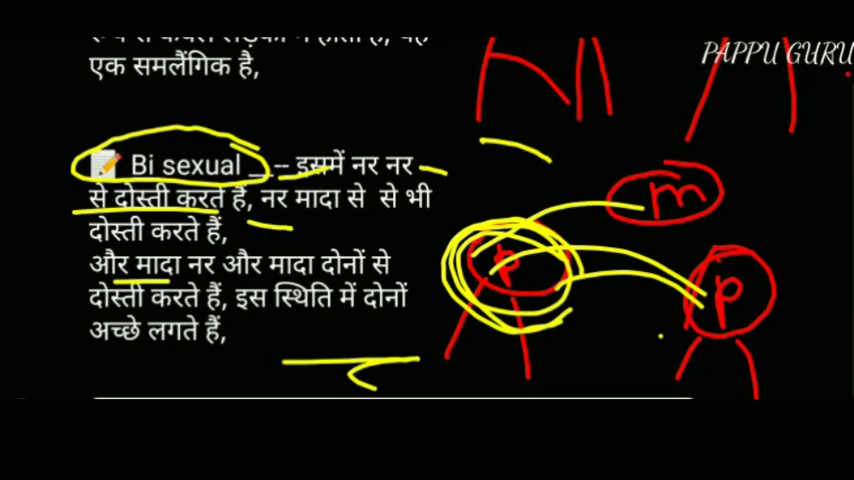 एक समलैंगिक है,
PAPPU GURU
📝 Bi sexual __ -- इसमें नर नर
से दोस्ती करते हैं, नर मादा से से भी
दोस्ती करते हैं,
और मादा नर और मादा दोनों से
दोस्ती करते हैं, इस स्थिति में दोनों
अच्छे लगते हैं,
m
p
p